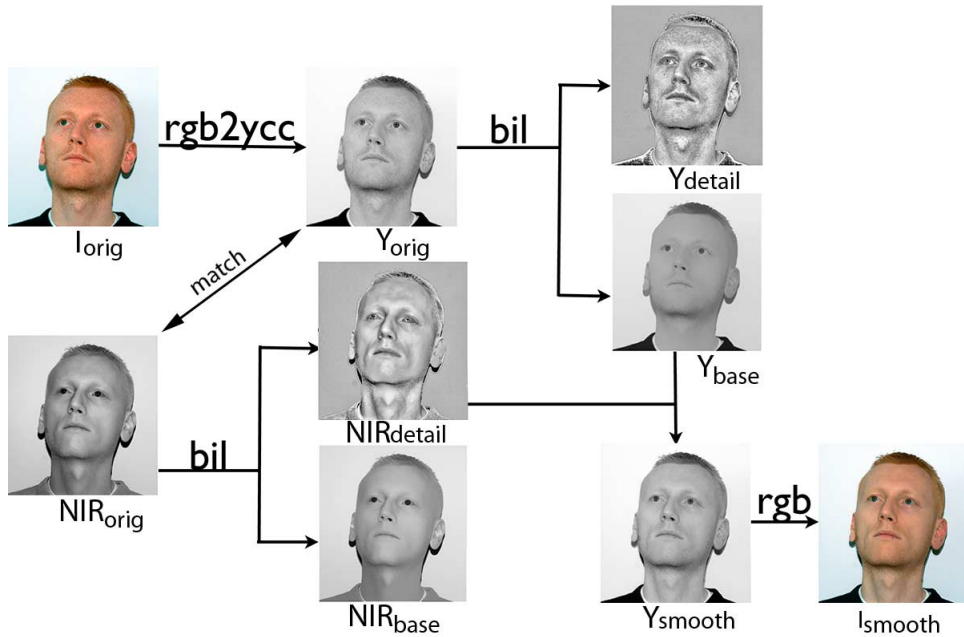 rgb2ycc
bil
Ydetail
Iorig
Yorig
match
Ybase
NIRdetail
bil
NIRorig
rgb
NIRbase
Ysmooth
Ismooth